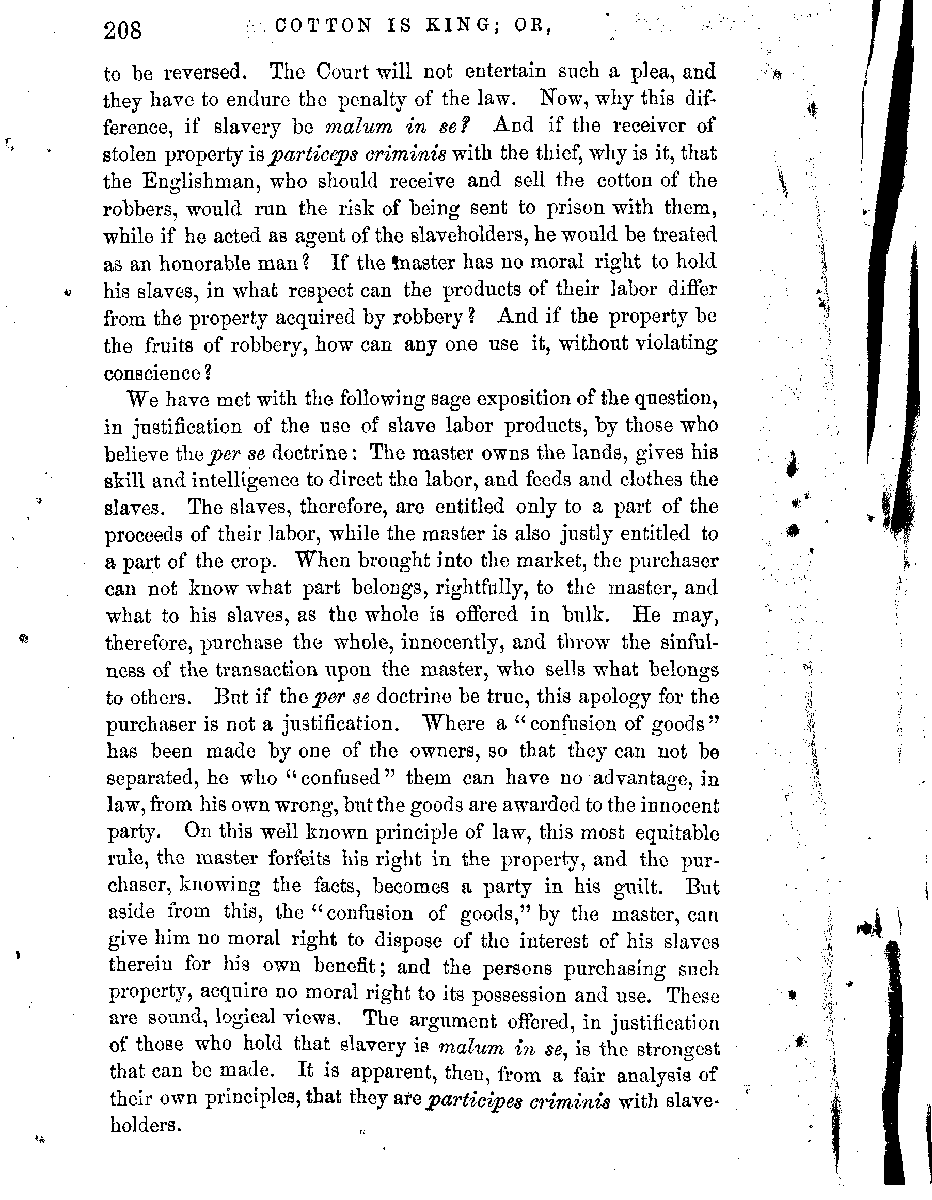 208 COTTON IS KING; OR,
to be reversed. The Court will not entertain such a plea, and
they have to endure the penalty of the law. Now, why this dif-
ference, if slavery be malum in se? And if the receiver of
stolen property is particeps criminis with the thief, why is it, that
the Englishman, who should receive and sell the cotton of the
robbers, would run the risk of being sent to prison with them,
while if he acted as agent of the slaveholders, he would be treated
as an honorable man? If the master has no moral right to hold
his slaves, in what respect can the products of their labor differ
from the property acquired by robbery? And if the property be
the fruits of robbery, how can any one use it, without violating
conscience?
We have met with the following sage exposition of the question,
in justification of the use of slave labor products, by those who
believe the per se doctrine: The master owns the lands, gives his
skill and intelligence to direct the labor, and feeds and clothes the
slaves. The slaves, therefore, are entitled only to a part of the
proceeds of their labor, while the master is also justly entitled to
a part of the crop. When brought into the market, the purchaser
can not know what part belongs, rightfully, to the master, and
what to his slaves, as the whole is offered in bulk. He may,
therefore, purchase the whole, innocently, and throw the sinful-
ness of the transaction upon the master, who sells what belongs
to others. But if the per se doctrine be true, this apology for the
purchaser is not a justification. Where a "confusion of goods"
has been made by one of the owners, so that they can not be
separated, he who "confused" them can have no advantage, in
law, from his own wrong, but the goods are awarded to the innocent
party. On this well known principle of law, this most equitable
rule, the master forfeits his right in the property, and the pur-
chaser, knowing the facts, becomes a party in his guilt. But
aside from this, the "confusion of goods," by the master, can
give him no moral right to dispose of the interest of his slaves
therein for his own benefit; and the persons purchasing such
property, acquire no moral right to its possession and use. These
are sound, logical views. The argument offered, in justification
of those who hold that slavery is malum in se, is the strongest
that can be made. It is apparent, then, from a fair analysis of
their own principles, that they are participes criminis with slave-
holders.